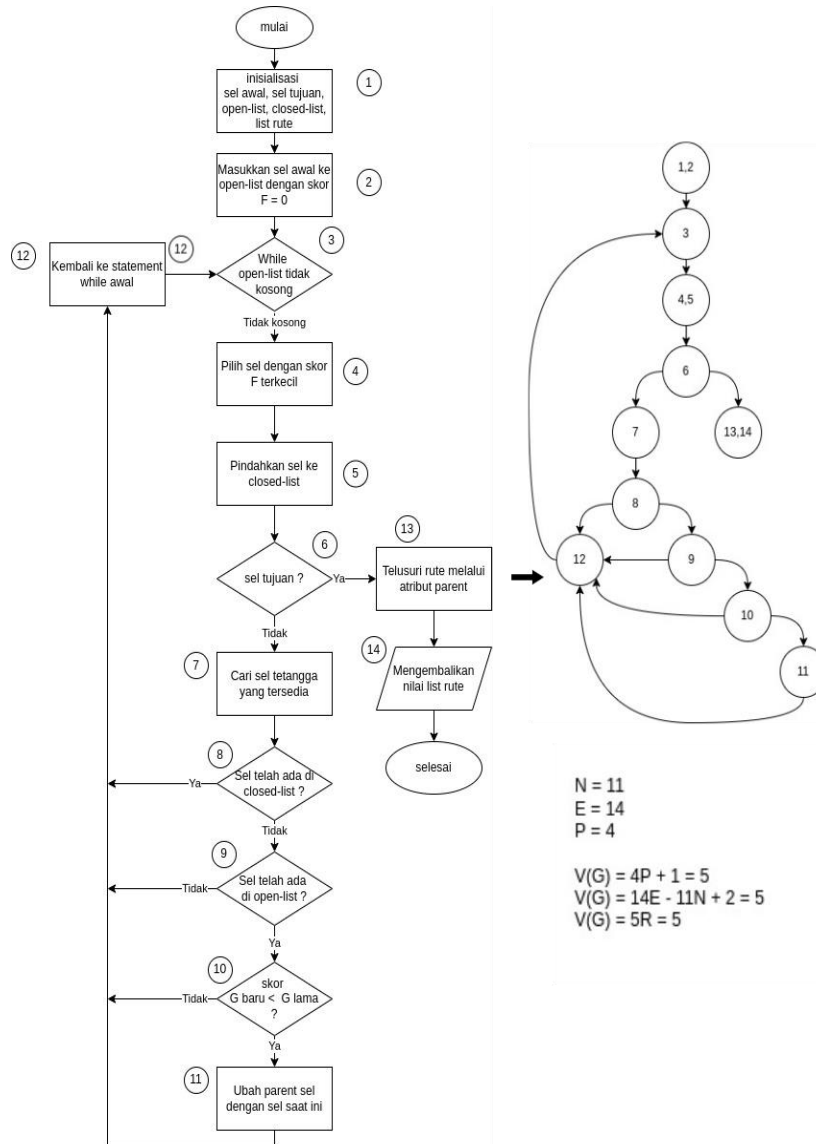 mulai
inisialisasi
sel awal, sel tujuan,
open-list, closed-list,
list rute
1
Masukkan sel awal ke
open-list dengan skor
F = 0
2
While
open-list tidak
kosong
3
Kembali ke statement
while awal
12
12
Tidak kosong
Pilih sel dengan skor
F terkecil
4
Pindahkan sel ke
closed-list
5
sel tujuan ?
6
Ya
Telusuri rute melalui
atribut parent
13
Tidak
Cari sel tetangga
yang tersedia
7
Mengembalikan
nilai list rute
14
selesai
Sel telah ada di
closed-list ?
8
Ya
Tidak
Sel telah ada
di open-list ?
9
Tidak
Ya
skor
G baru < G lama
?
10
Tidak
Ya
Ubah parent sel
dengan sel saat ini
11
1,2
3
4,5
6
7
13,14
8
12
9
10
11
N = 11
E = 14
P = 4
V(G) = 4P + 1 = 5
V(G) = 14E - 11N + 2 = 5
V(G) = 5R = 5